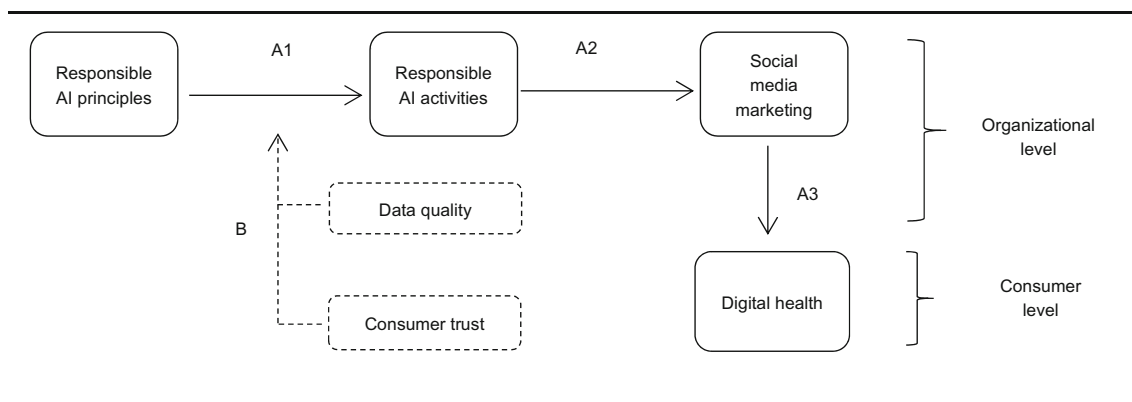 A1
A2
Responsible
AI principles
Responsible
AI activities
Social
media
marketing
Organizational
level
A3
Data quality
B
Consumer trust
Digital health
Consumer
level